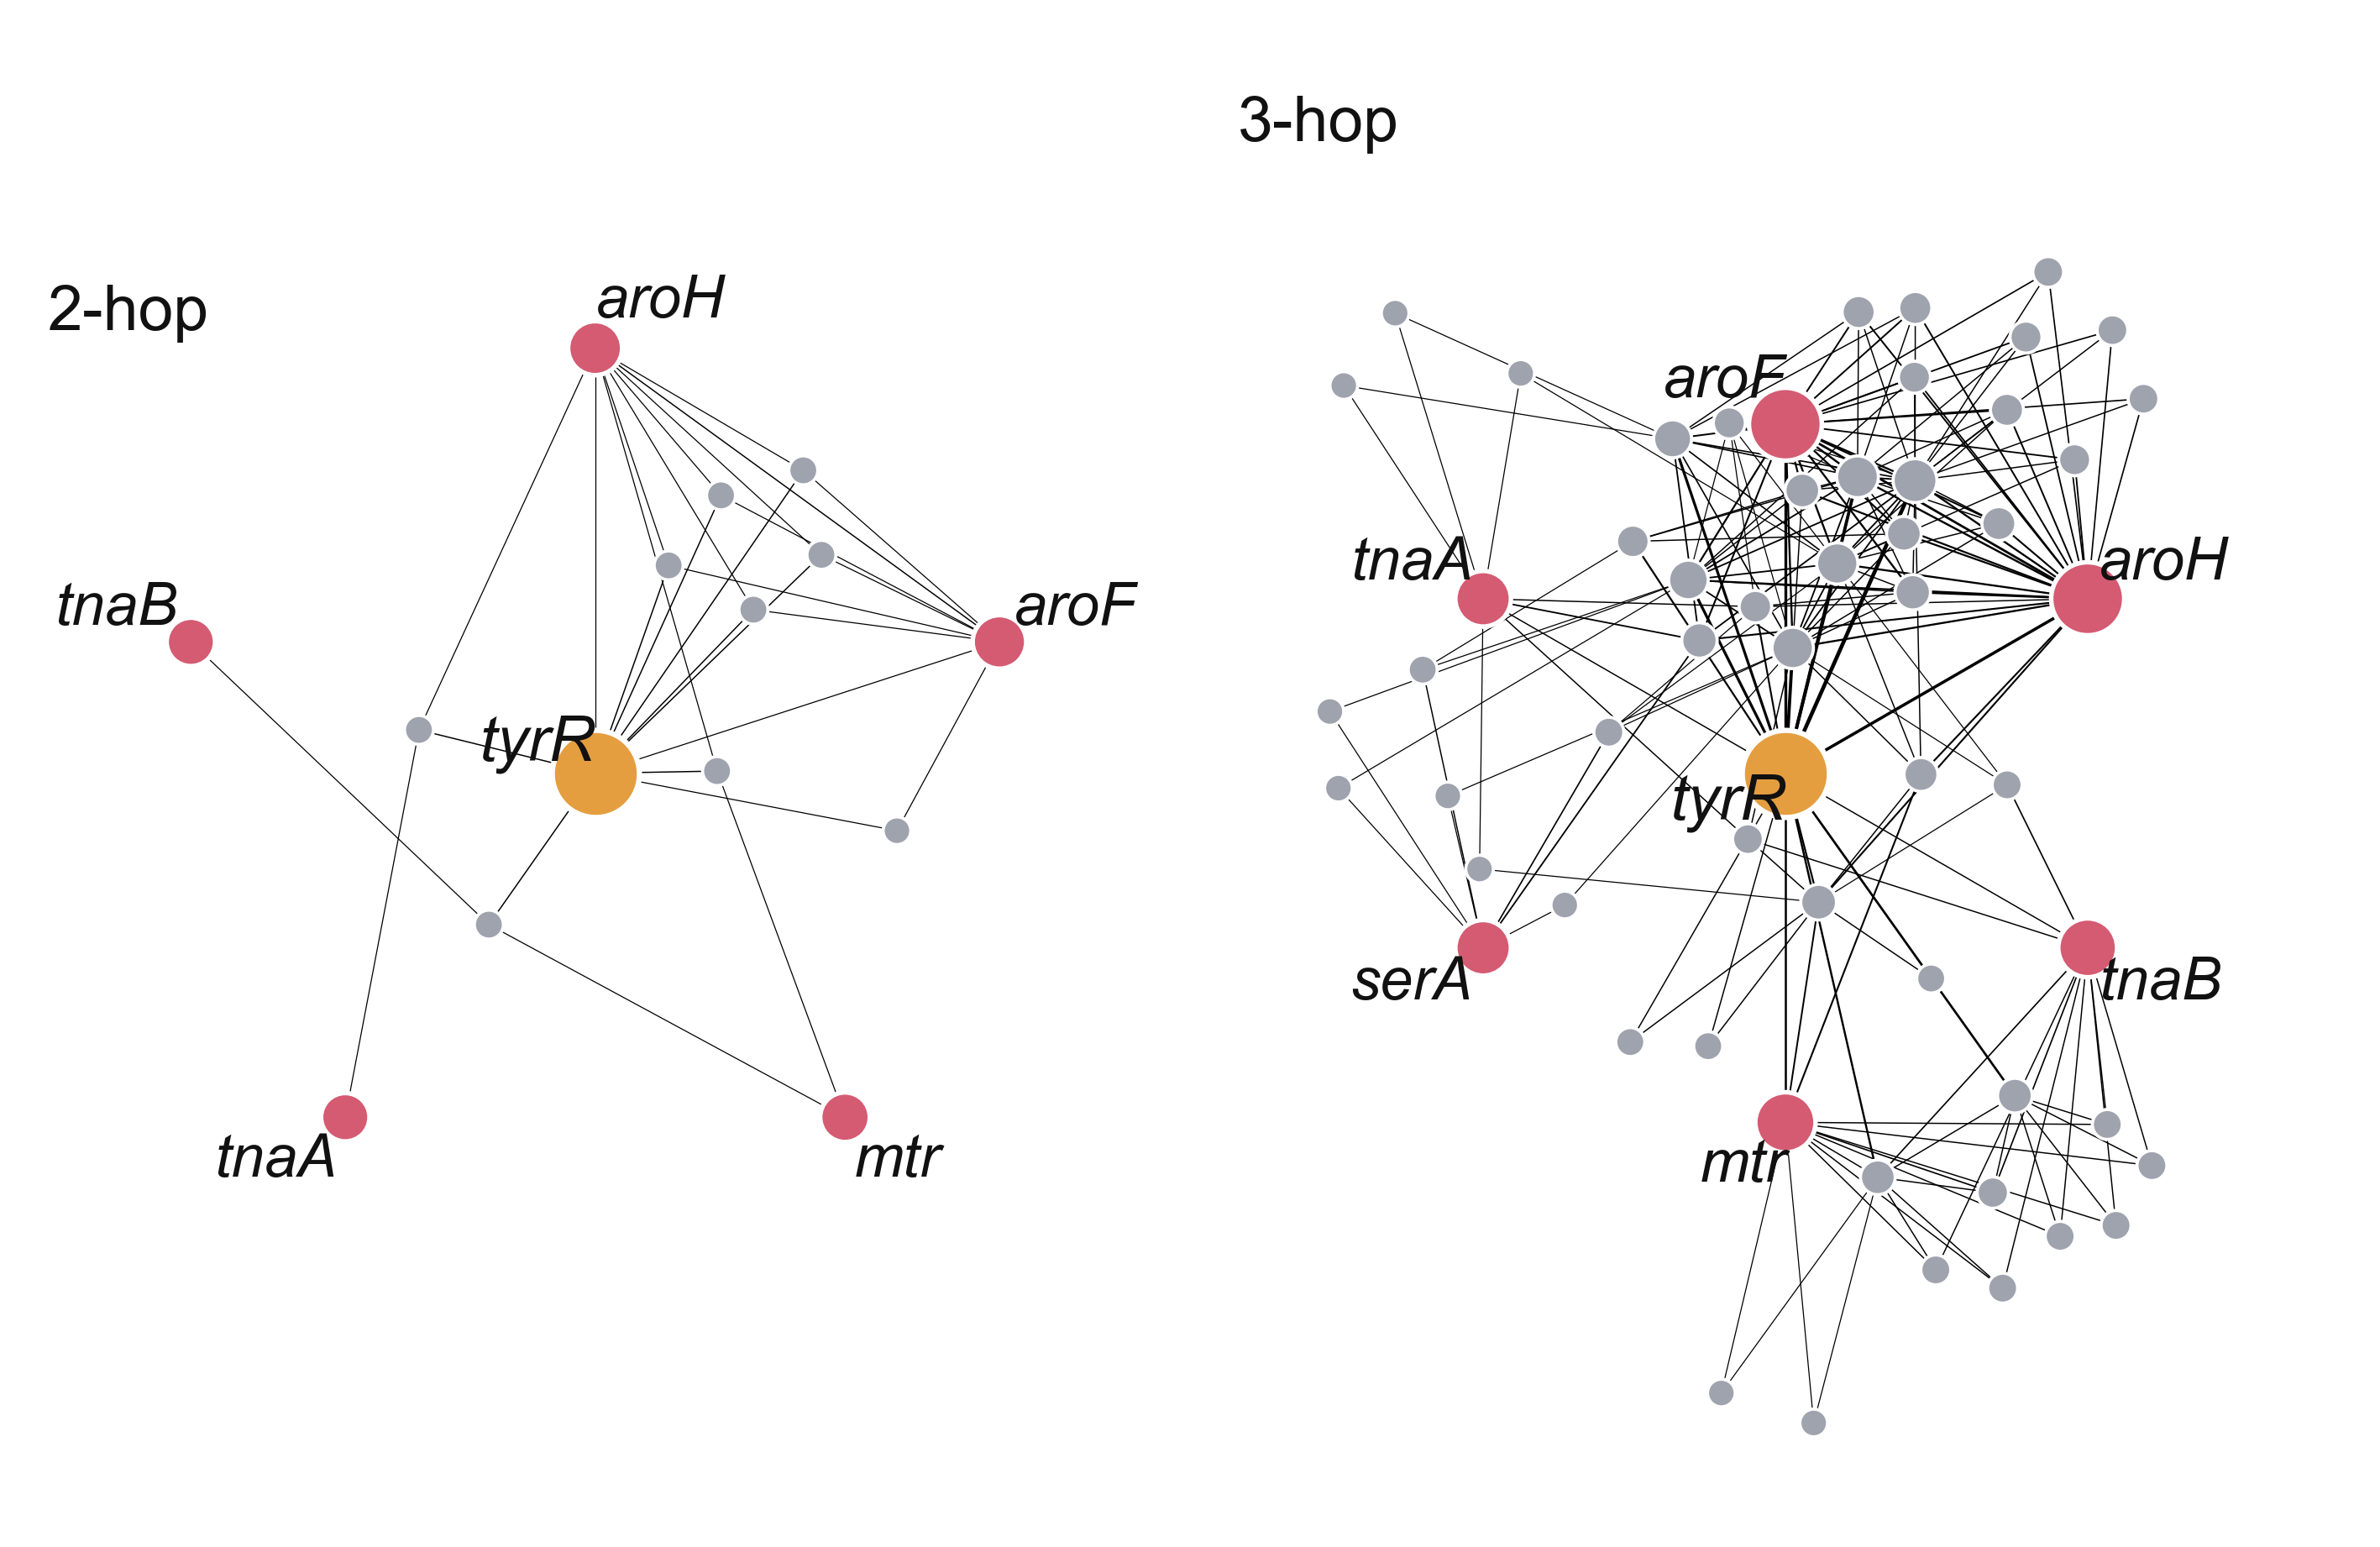 2-hop
aroH
tnaB
aroF
tyrR
tnaA
mtr
3-hop
aroF
tnaA
aroH
tyrR
serA
tnaB
mtr